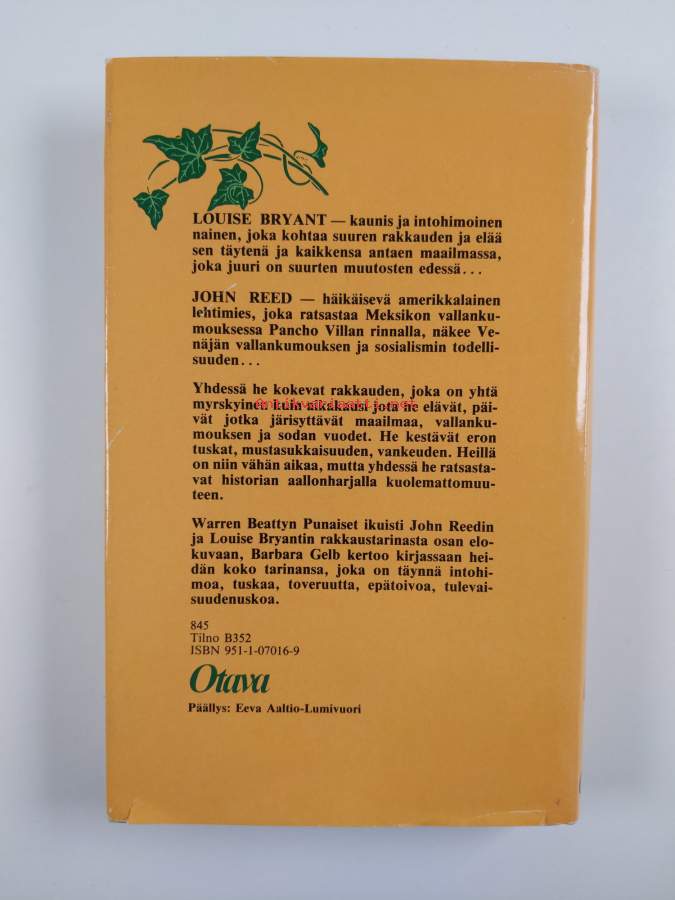 LOUISE BRYANT — kaunis ja intohimoinen
nainen, joka kohtaa suuren rakkauden ja elää
sen täytenä ja kaikkensa antaen maailmassa,
joka juuri on suurten muutosten edessä...
JOHN REED — häikäisevä amerikkalainen
lehtimies, joka ratsastaa Meksikon vallanku-
mouksessa Pancho Villan rinnalla, näkee Ve-
näjän vallankumouksen ja sosialismin todelli-
suuden...
Yhdessä he kokevat rakkauden, joka on yhtä
myrskyinen kuin aikakausi jota he elävät, päi-
vät jotka järisyttävät maailmaa, vallanku-
mouksen ja sodan vuodet. He kestävät eron
tuskat, mustasukkaisuuden, vankeuden. Heillä
on niin vähän aikaa, mutta yhdessä he ratsasta-
vat historian aallonharjalla kuolemattomuu-
teen.
Warren Beattyn Punaiset ikuisti John Reedin
ja Louise Bryantin rakkaustarinasta osan elo-
kuvaan, Barbara Gelb kertoo kirjassaan hei-
dän koko tarinansa, joka on täynnä intohi-
moa, tuskaa, toveruutta, epätoivoa, tulevai-
suudenuskoa.
845
Tilno B352
ISBN 951-1-07016-9
Otava
Päällys: Eeva Aaltio-Lumivuori